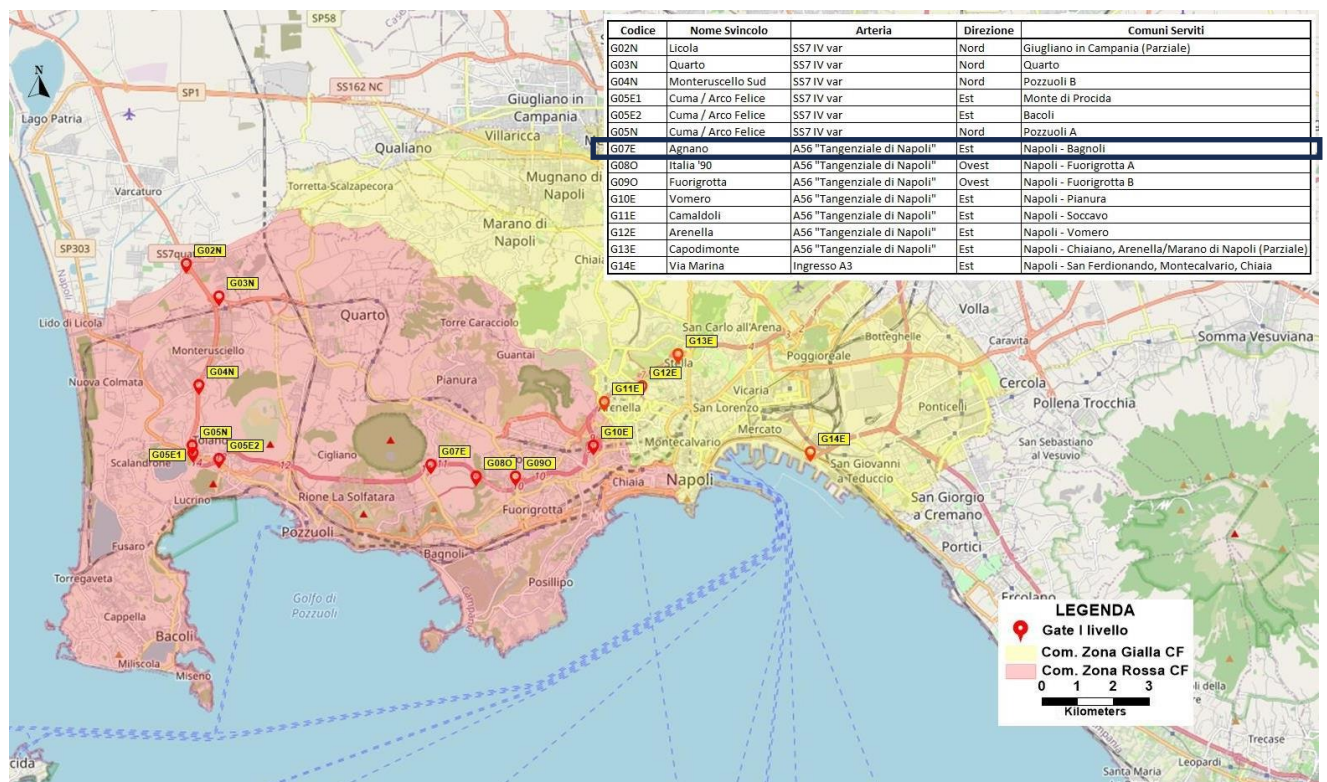 Codice Nome Svincolo Arteria Direzione Comuni Serviti
G02N Licola SS7 IV var Nord Giugliano in Campania (Parziale)
G03N Quarto SS7 IV var Nord Quarto
G04N Monteruscello Sud SS7 IV var Nord Pozzuoli B
G05E1 Cuma / Arco Felice SS7 IV var Est Monte di Procida
G05E2 Cuma / Arco Felice SS7 IV var Est Bacoli
G05N Cuma / Arco Felice SS7 IV var Nord Pozzuoli A
G07E Agnano A56 "Tangenziale di Napoli" Est Napoli - Bagnoli
G08O Italia '90 A56 "Tangenziale di Napoli" Ovest Napoli - Fuorigrotta A
G09O Fuorigrotta A56 "Tangenziale di Napoli" Ovest Napoli - Fuorigrotta B
G10E Vomero A56 "Tangenziale di Napoli" Est Napoli - Pianura
G11E Camaldoli A56 "Tangenziale di Napoli" Est Napoli - Soccavo
G12E Arenella A56 "Tangenziale di Napoli" Est Napoli - Vomero
G13E Capodimonte A56 "Tangenziale di Napoli" Est Napoli - Chiaiano, Arenella/Marano di Napoli (Parziale)
G14E Via Marina Ingresso A3 Est Napoli - San Ferdionando, Montecalvario, Chiaia
SP58
N
SP1
SS162 NC
Giugliano in
Campania
Lago Patria
Villaricca
Qualiano
Mugnano di
Napoli
Torretta-Scalzapecora
Varcaturo
Marano di
Napoli
SP303
Napoli
G02N
G03N
Volla
Lido di Licola
Quarto
Torre Caracciolo
San Carlo all'Arena
Botteghelle
Caravita
Somma Vesuviana
G13E
Monterusciello
Guantai
Stella
Poggioreale
Nuova Colmata
G04N
Pianura
G12E
G11E
Vicaria
Cercola
Pollena Trocchia
San Lorenzo
Ponticelli
G05N
G10E
Mercato
Montecalvario
G14E
San Sebastiano
al Vesuvio
Scalandrone
G05E1
G05E2
Cigliano
G07E
G08O
G09O
San Giovanni
a Teduccio
Lucrino
Rione La Solfatara
Chiaia
Napoli
Fuorigrotta
San Giorgio
a Cremano
Pozzuoli
Fusaro
Bagnoli
Portici
Torregaveta
Posillipo
Ercolano
Golfo di
Pozzuoli
Cappella
Bacoli
Miliscola
Miseno
LEGENDA
Gate I livello
Com. Zona Gialla CF
Com. Zona Rossa CF
0 1 2 3
Kilometers
Trecase
Leopardi
Santa Maria